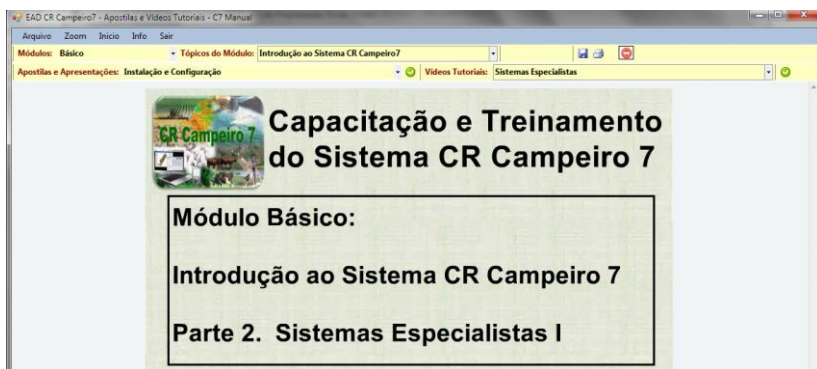 EAD CR Campeiro7 - Apostilas e Vídeos Tutoriais - C7 Manual
Arquivo Zoom Inicio Info Sair
Módulos: Básico Tópicos do Módulo: Introdução ao Sistema CR Campeiro7
Apostilas e Apresentações: Instalação e Configuração Vídeos Tutoriais: Sistemas Especialistas
CR Campeiro 7
Capacitação e Treinamento
do Sistema CR Campeiro 7
Módulo Básico:
Introdução ao Sistema CR Campeiro 7
Parte 2. Sistemas Especialistas I